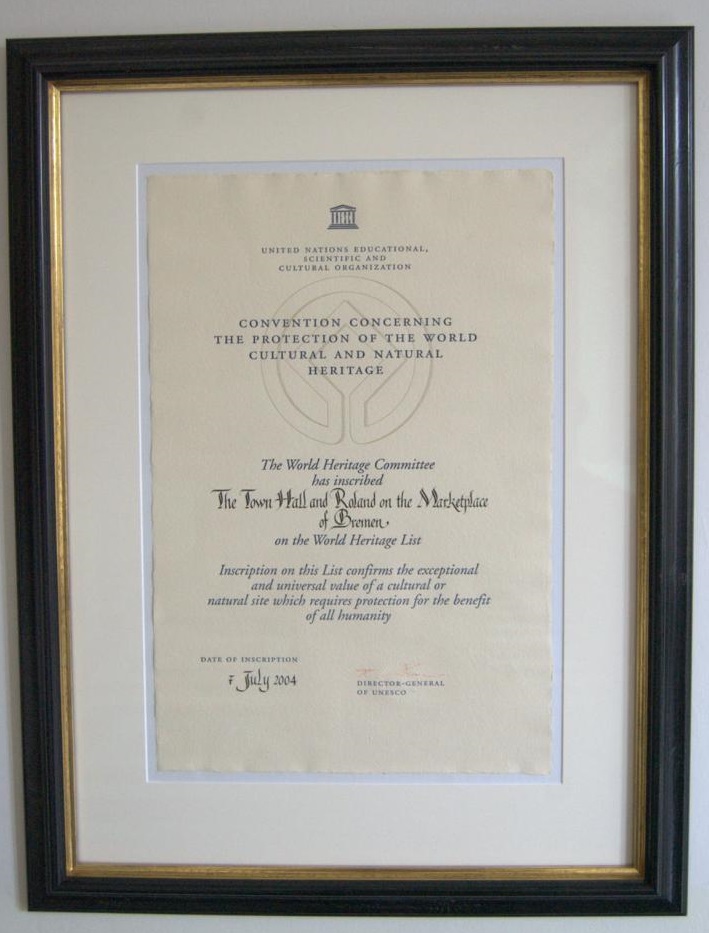 UNITED NATIONS EDUCATIONAL,
SCIENTIFIC AND
CULTURAL ORGANIZATION
CONVENTION CONCERNING
THE PROTECTION OF THE WORLD
CULTURAL AND NATURAL
HERITAGE
The World Heritage Committee
has inscribed
The Town Hall and Roland on the Marketplace
of Bremen,
on the World Heritage List
Inscription on this List confirms the exceptional
and universal value of a cultural or
natural site which requires protection for the benefit
of all humanity
DATE OF INSCRIPTION
7 July 2004
DIRECTOR-GENERAL
OF UNESCO